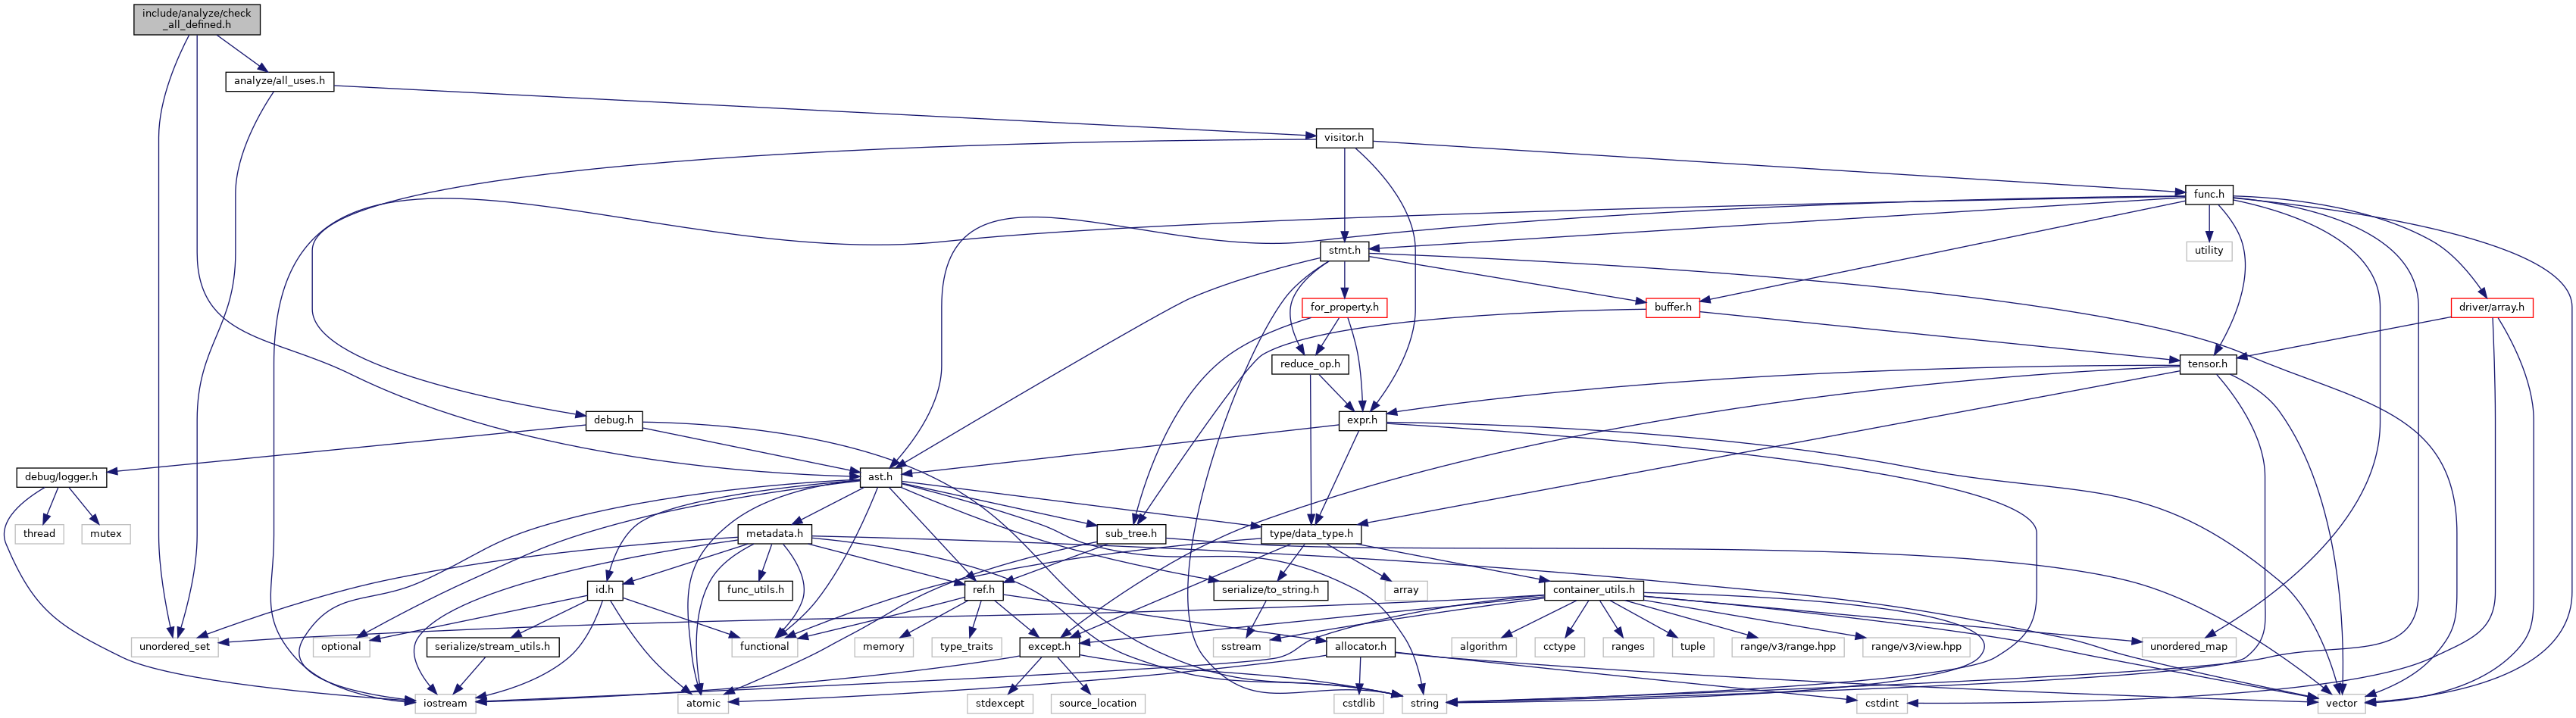 include/analyze/check
_all_defined.h
analyze/all_uses.h
visitor.h
func.h
stmt.h
utility
for_property.h
buffer.h
driver/array.h
reduce_op.h
tensor.h
debug.h
expr.h
debug/logger.h
ast.h
thread
mutex
metadata.h
sub_tree.h
type/data_type.h
id.h
func_utils.h
ref.h
serialize/to_string.h
array
container_utils.h
unordered_set
optional
serialize/stream_utils.h
functional
memory
type_traits
except.h
sstream
allocator.h
algorithm
cctype
ranges
tuple
range/v3/range.hpp
range/v3/view.hpp
unordered_map
iostream
atomic
stdexcept
source_location
cstdlib
string
cstdint
vector